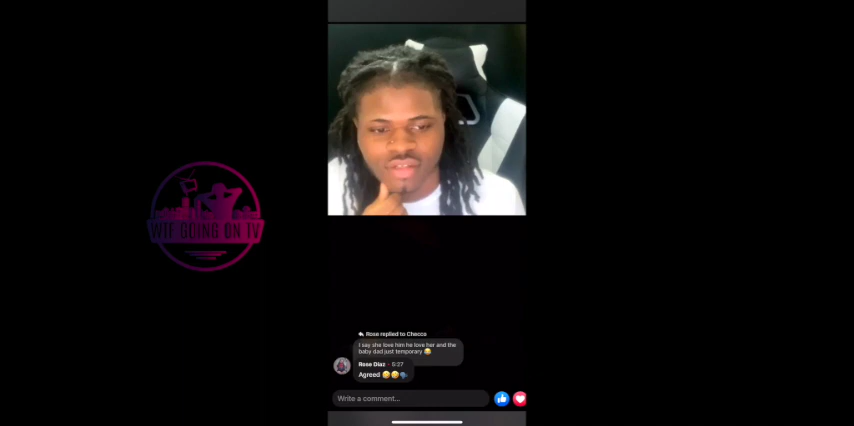 WTF GOING ON TV
Rose replied to Checco
I say she love him he love her and the
baby dad just temporary 😂
Rose Diaz · 5:27
Agreed 🤣🤣🗣️
Write a comment...